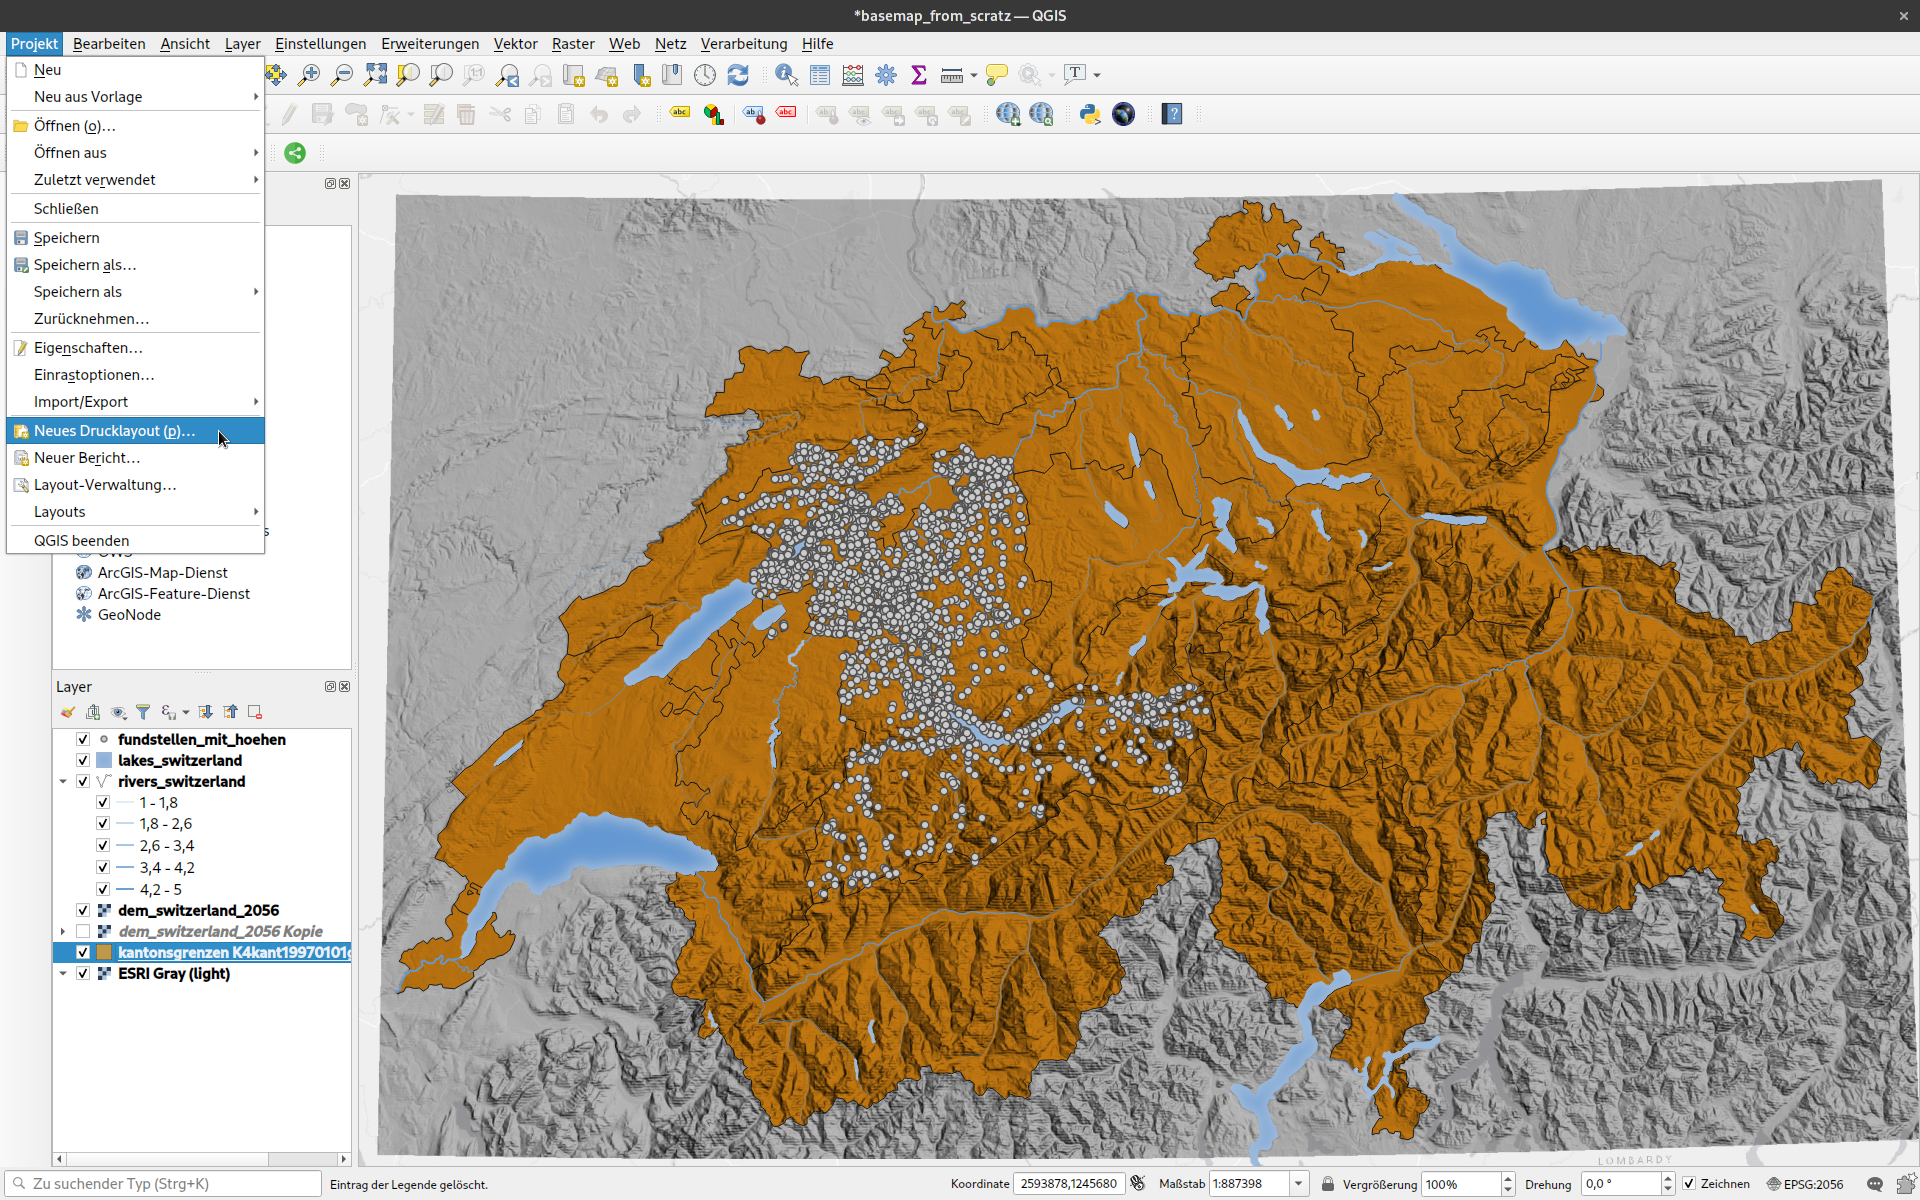 *basemap_from_scratz — QGIS
Projekt Bearbeiten Ansicht Layer Einstellungen Erweiterungen Vektor Raster Web Netz Verarbeitung Hilfe
Neu
Neu aus Vorlage
Öffnen (o)…
Öffnen aus
Zuletzt verwendet
Schließen
Speichern
Speichern als…
Speichern als
Zurücknehmen…
Eigenschaften…
Einrastoptionen…
Import/Export
Neues Drucklayout (p)…
Neuer Bericht…
Layout-Verwaltung…
Layouts
QGIS beenden
ArcGIS-Map-Dienst
ArcGIS-Feature-Dienst
GeoNode
Layer
fundstellen_mit_hoehen
lakes_switzerland
rivers_switzerland
1 - 1,8
1,8 - 2,6
2,6 - 3,4
3,4 - 4,2
4,2 - 5
dem_switzerland_2056
dem_switzerland_2056 Kopie
kantonsgrenzen K4kant19970101g
ESRI Gray (light)
LOMBARDY
Zu suchender Typ (Strg+K)
Eintrag der Legende gelöscht.
Koordinate 2593878,1245680
Maßstab 1:887398
Vergrößerung 100%
Drehung 0,0 °
Zeichnen
EPSG:2056